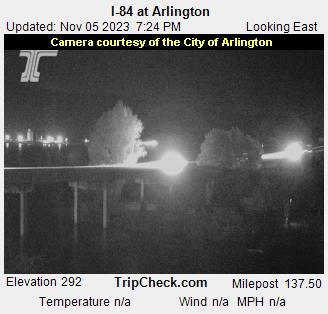 I-84 at Arlington
Updated: Nov 05 2023 7:24 PM Looking East
Camera courtesy of the City of Arlington
Elevation 292 TripCheck.com Milepost 137.50
Temperature n/a Wind n/a MPH n/a